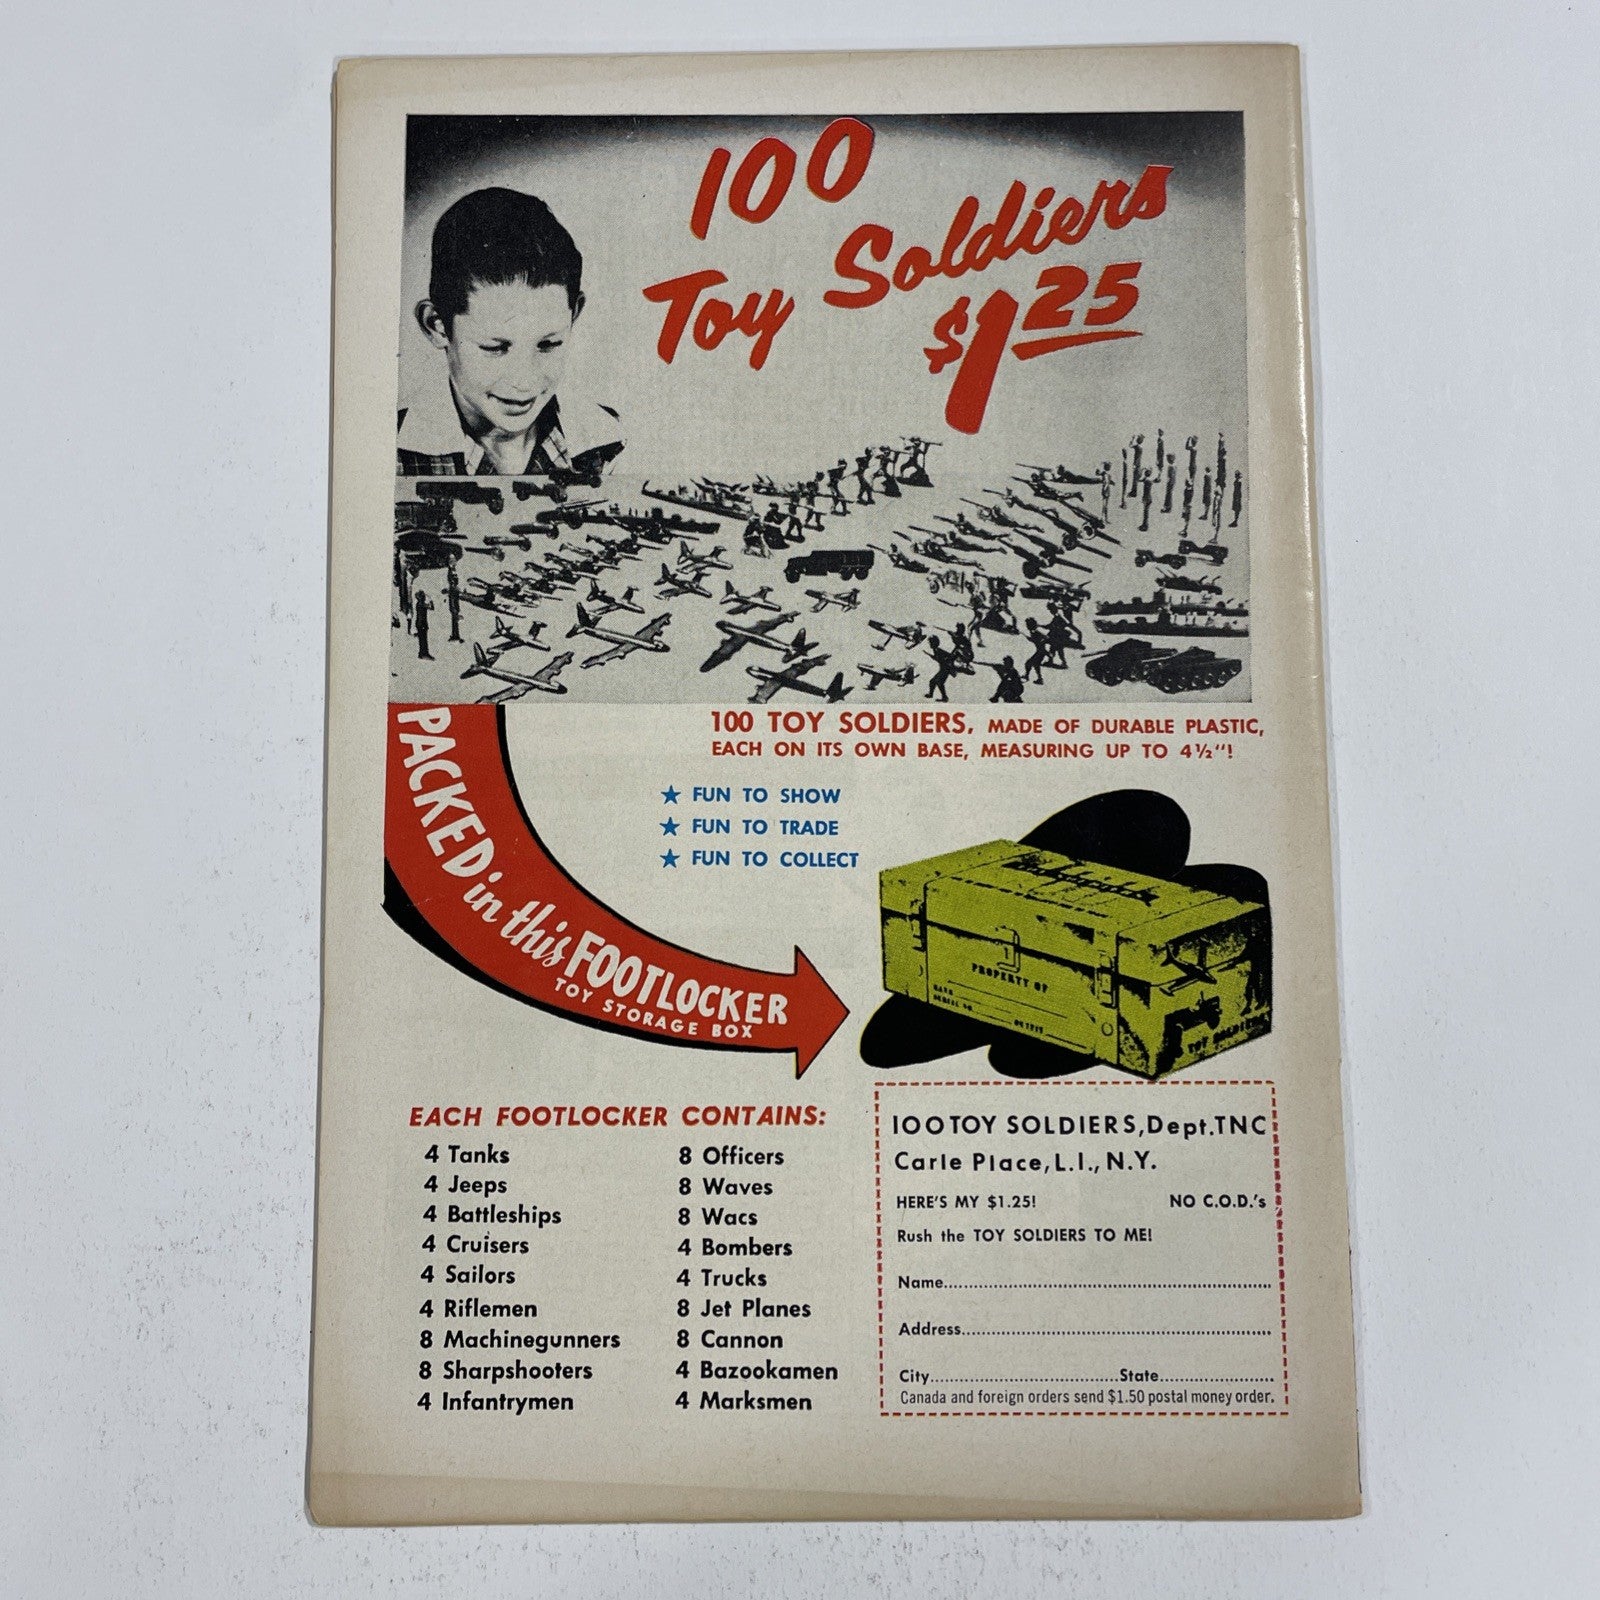 100
Toy Soldiers
$1.25
PACKED in this FOOTLOCKER
TOY STORAGE BOX
100 TOY SOLDIERS, MADE OF DURABLE PLASTIC,
EACH ON ITS OWN BASE, MEASURING UP TO 4½"!
★ FUN TO SHOW
★ FUN TO TRADE
★ FUN TO COLLECT
PROPERTY OF
TOY SOLDIERS
EACH FOOTLOCKER CONTAINS:
4 Tanks
4 Jeeps
4 Battleships
4 Cruisers
4 Sailors
4 Riflemen
8 Machinegunners
8 Sharpshooters
4 Infantrymen
8 Officers
8 Waves
8 Wacs
4 Bombers
4 Trucks
8 Jet Planes
8 Cannon
4 Bazookamen
4 Marksmen
100 TOY SOLDIERS, Dept. TNC
Carle Place, L.I., N.Y.
HERE'S MY $1.25! NO C.O.D.'s
Rush the TOY SOLDIERS TO ME!
Name
Address
City State
Canada and foreign orders send $1.50 postal money order.